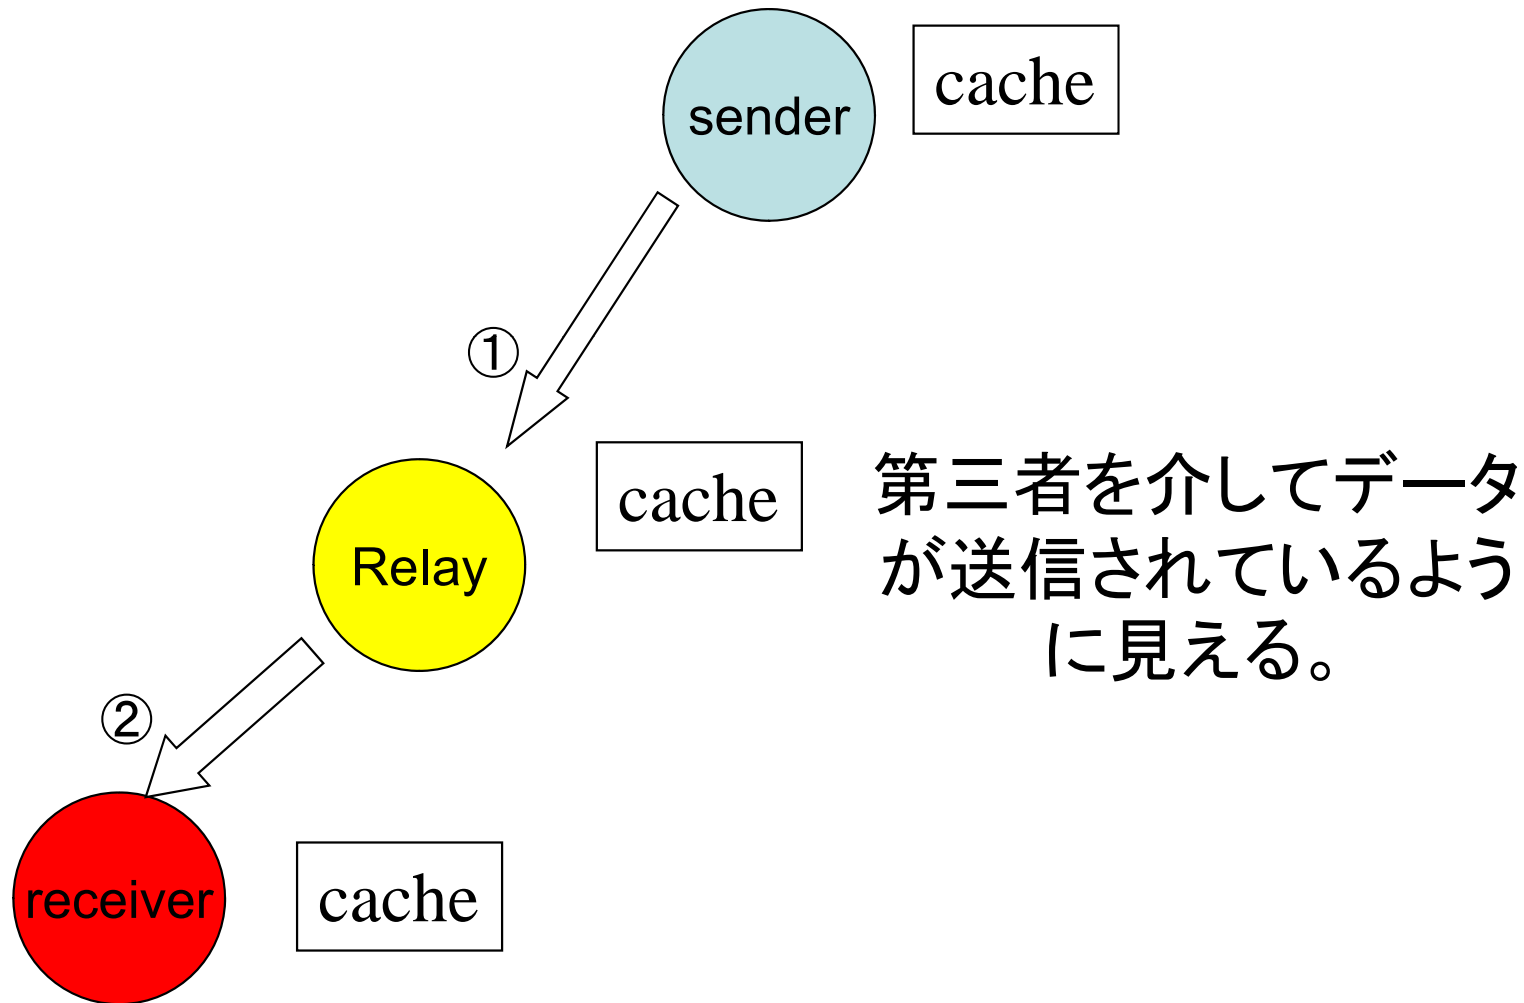 sender
cache
①
Relay
cache
第三者を介してデータ
が送信されているよう
に見える。
②
receiver
cache